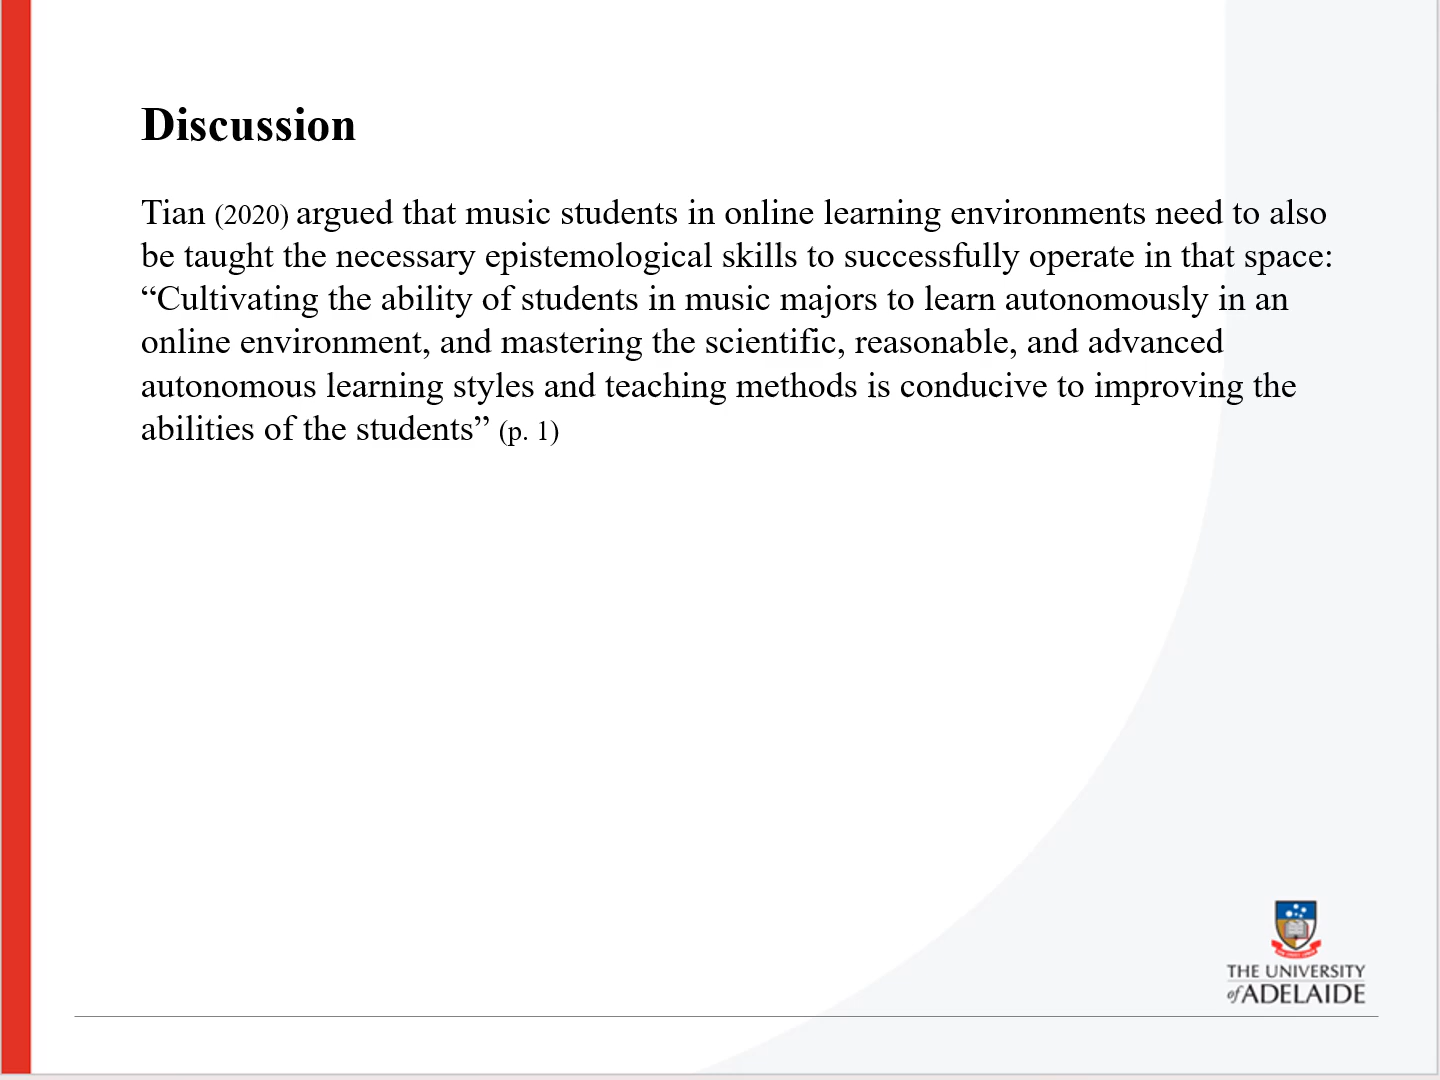 Discussion
Tian (2020) argued that music students in online learning environments need to also
be taught the necessary epistemological skills to successfully operate in that space:
“Cultivating the ability of students in music majors to learn autonomously in an
online environment, and mastering the scientific, reasonable, and advanced
autonomous learning styles and teaching methods is conducive to improving the
abilities of the students” (p. 1)
THE UNIVERSITY
of ADELAIDE